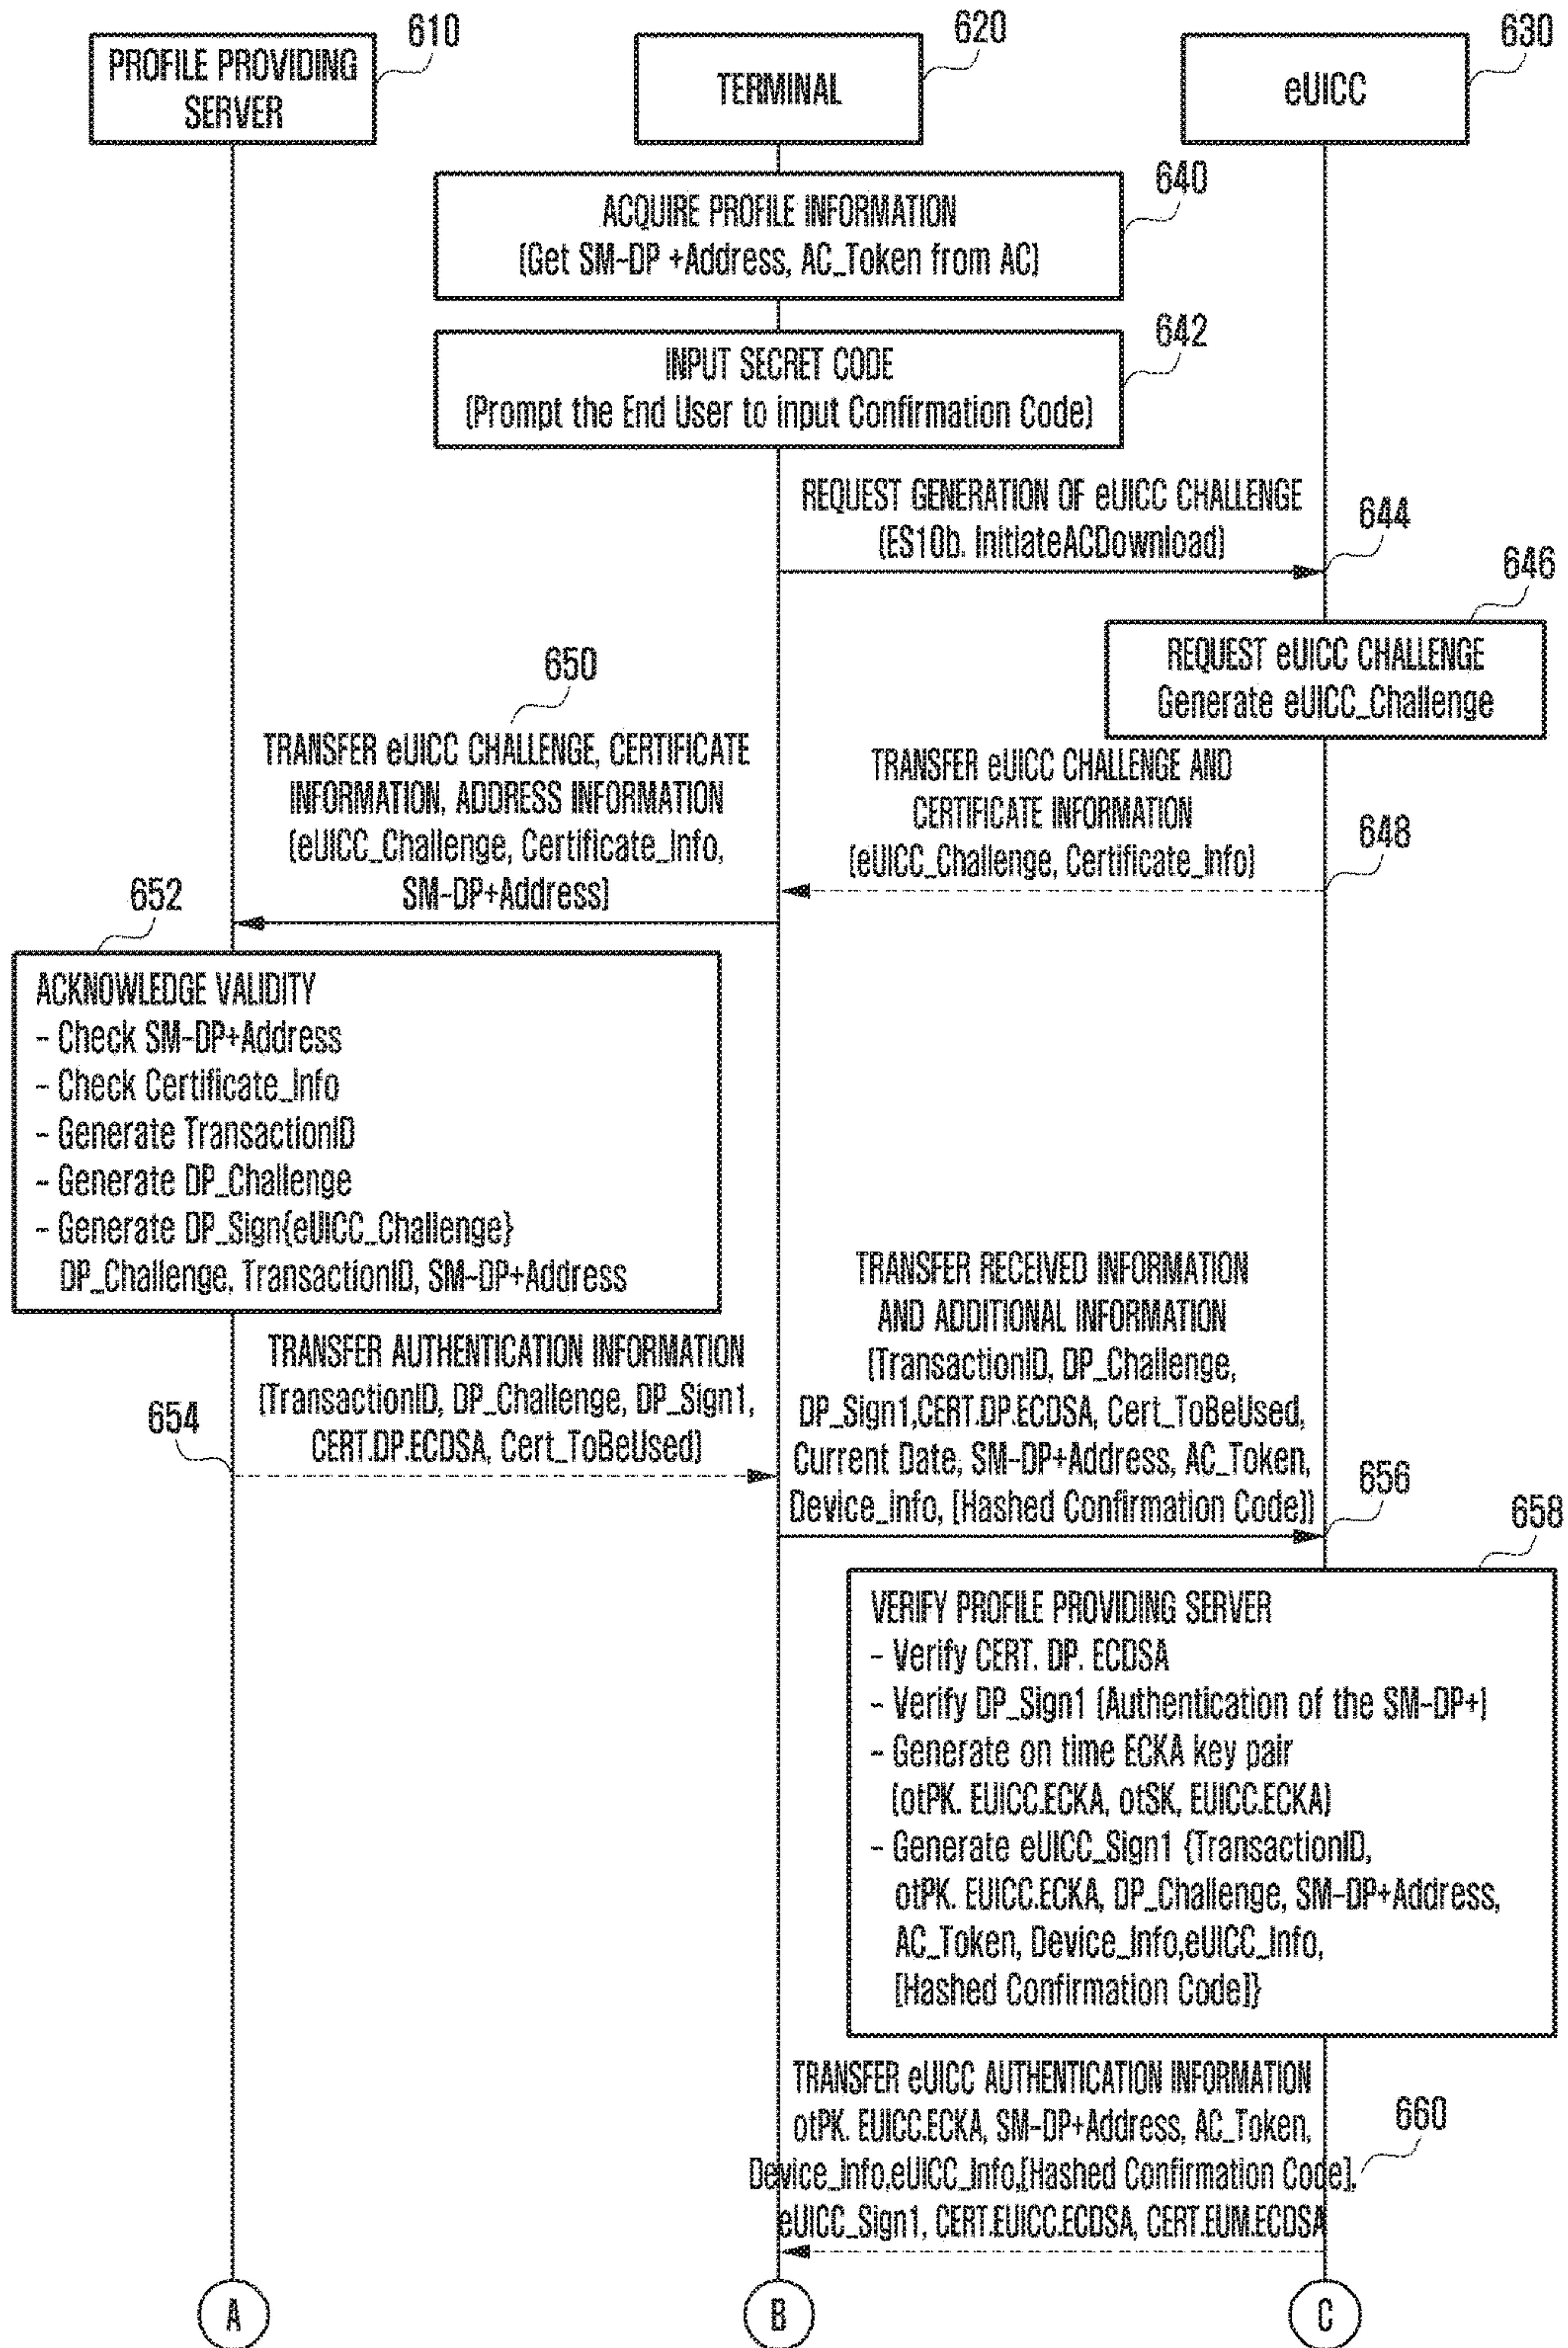 610
PROFILE PROVIDING
SERVER
620
TERMINAL
630
eUICC
640
ACQUIRE PROFILE INFORMATION
(Get SM-DP +Address, AC_Token from AC)
642
INPUT SECRET CODE
(Prompt the End User to input Confirmation Code)
REQUEST GENERATION OF eUICC CHALLENGE
(ES10b. InitiateACDownload)
644
646
REQUEST eUICC CHALLENGE
Generate eUICC_Challenge
650
TRANSFER eUICC CHALLENGE, CERTIFICATE
INFORMATION, ADDRESS INFORMATION
(eUICC_Challenge, Certificate_Info,
SM-DP+Address)
TRANSFER eUICC CHALLENGE AND
CERTIFICATE INFORMATION
(eUICC_Challenge, Certificate_Info)
648
652
ACKNOWLEDGE VALIDITY
- Check SM-DP+Address
- Check Certificate_Info
- Generate TransactionID
- Generate DP_Challenge
- Generate DP_Sign{eUICC_Challenge}
DP_Challenge, TransactionID, SM-DP+Address
654
TRANSFER AUTHENTICATION INFORMATION
(TransactionID, DP_Challenge, DP_Sign1,
CERT.DP.ECDSA, Cert_ToBeUsed)
TRANSFER RECEIVED INFORMATION
AND ADDITIONAL INFORMATION
(TransactionID, DP_Challenge,
DP_Sign1,CERT.DP.ECDSA, Cert_ToBeUsed,
Current Date, SM-DP+Address, AC_Token,
Device_info, [Hashed Confirmation Code])
656
658
VERIFY PROFILE PROVIDING SERVER
- Verify CERT. DP. ECDSA
- Verify DP_Sign1 (Authentication of the SM-DP+)
- Generate on time ECKA key pair
(otPK. EUICC.ECKA, otSK, EUICC.ECKA)
- Generate eUICC_Sign1 {TransactionID,
otPK. EUICC.ECKA, DP_Challenge, SM-DP+Address,
AC_Token, Device_Info,eUICC_Info,
[Hashed Confirmation Code]}
TRANSFER eUICC AUTHENTICATION INFORMATION
otPK. EUICC.ECKA, SM-DP+Address, AC_Token,
Device_Info,eUICC_Info,[Hashed Confirmation Code],
eUICC_Sign1, CERT.EUICC.ECDSA, CERT.EUM.ECDSA
660
A
B
C